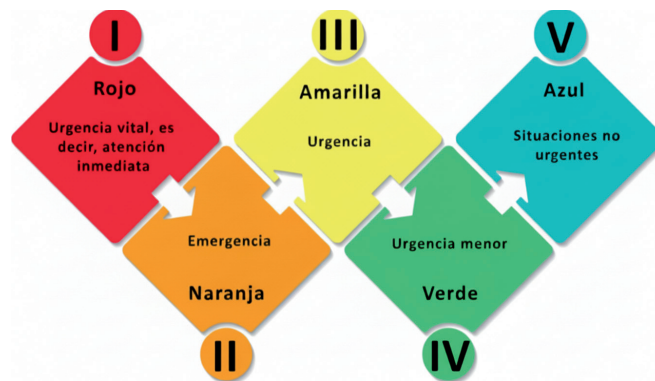 I
Rojo
Urgencia vital, es
decir, atención
inmediata
Emergencia
Naranja
II
III
Amarilla
Urgencia
Urgencia menor
Verde
IV
V
Azul
Situaciones no
urgentes